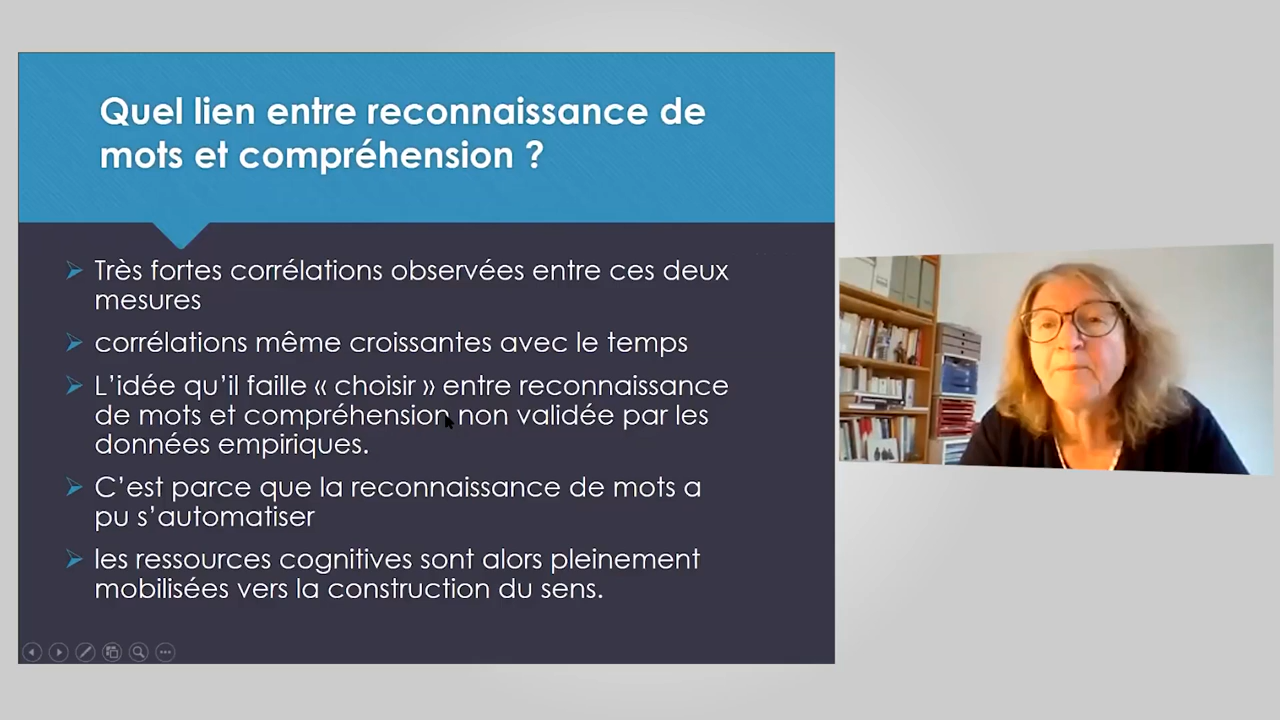 Quel lien entre reconnaissance de
mots et compréhension ?
Très fortes corrélations observées entre ces deux
mesures
corrélations même croissantes avec le temps
L'idée qu'il faille « choisir » entre reconnaissance
de mots et compréhension non validée par les
données empiriques.
C'est parce que la reconnaissance de mots a
pu s'automatiser
les ressources cognitives sont alors pleinement
mobilisées vers la construction du sens.